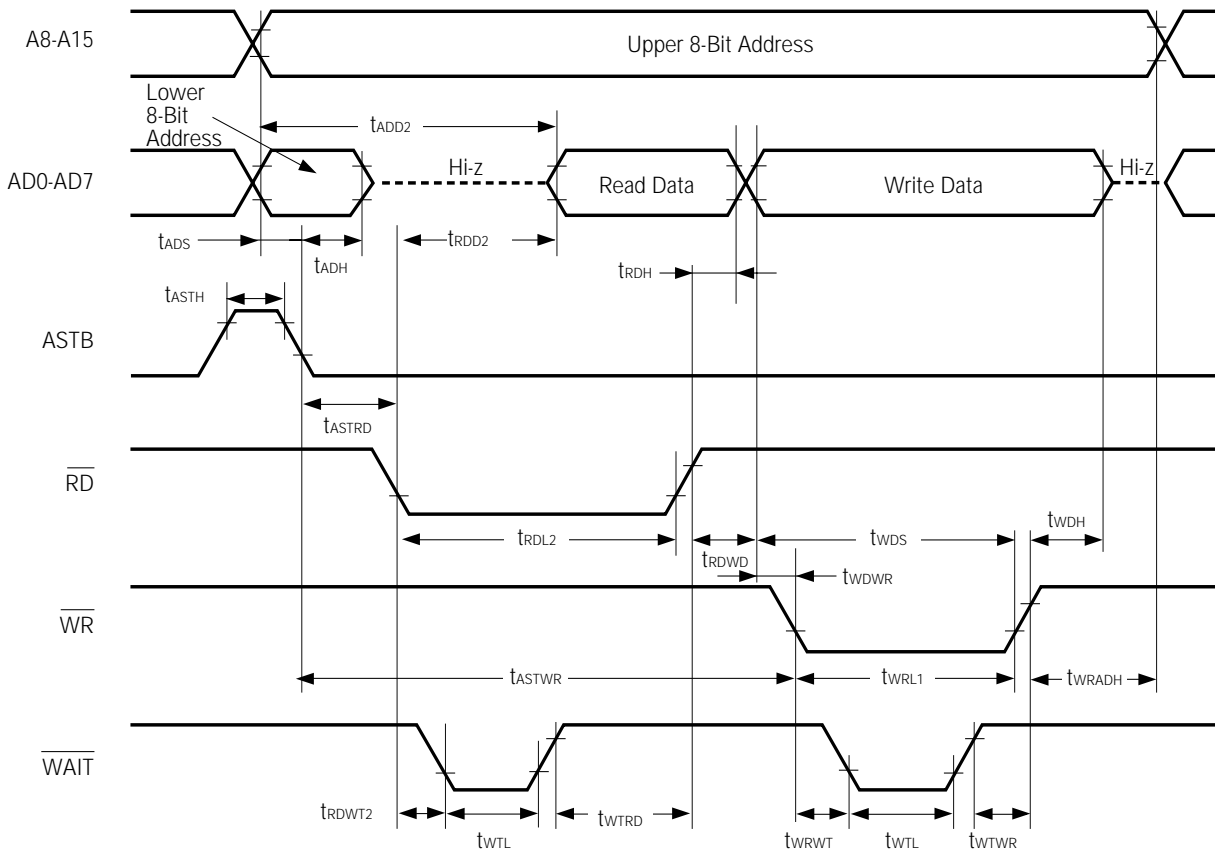 A8-A15
Upper 8-Bit Address
Lower
8-Bit
Address
tADD2
AD0-AD7
Hi-z
Read Data
Write Data
Hi-z
tADS
tADH
tRDD2
tRDH
tASTH
ASTB
tASTRD
RD
tRDL2
tRDWD
tWDS
tWDH
tWDWR
WR
tASTWR
tWRL1
tWRADH
WAIT
tRDWT2
tWTL
tWTRD
tWRWT
tWTL
tWTWR